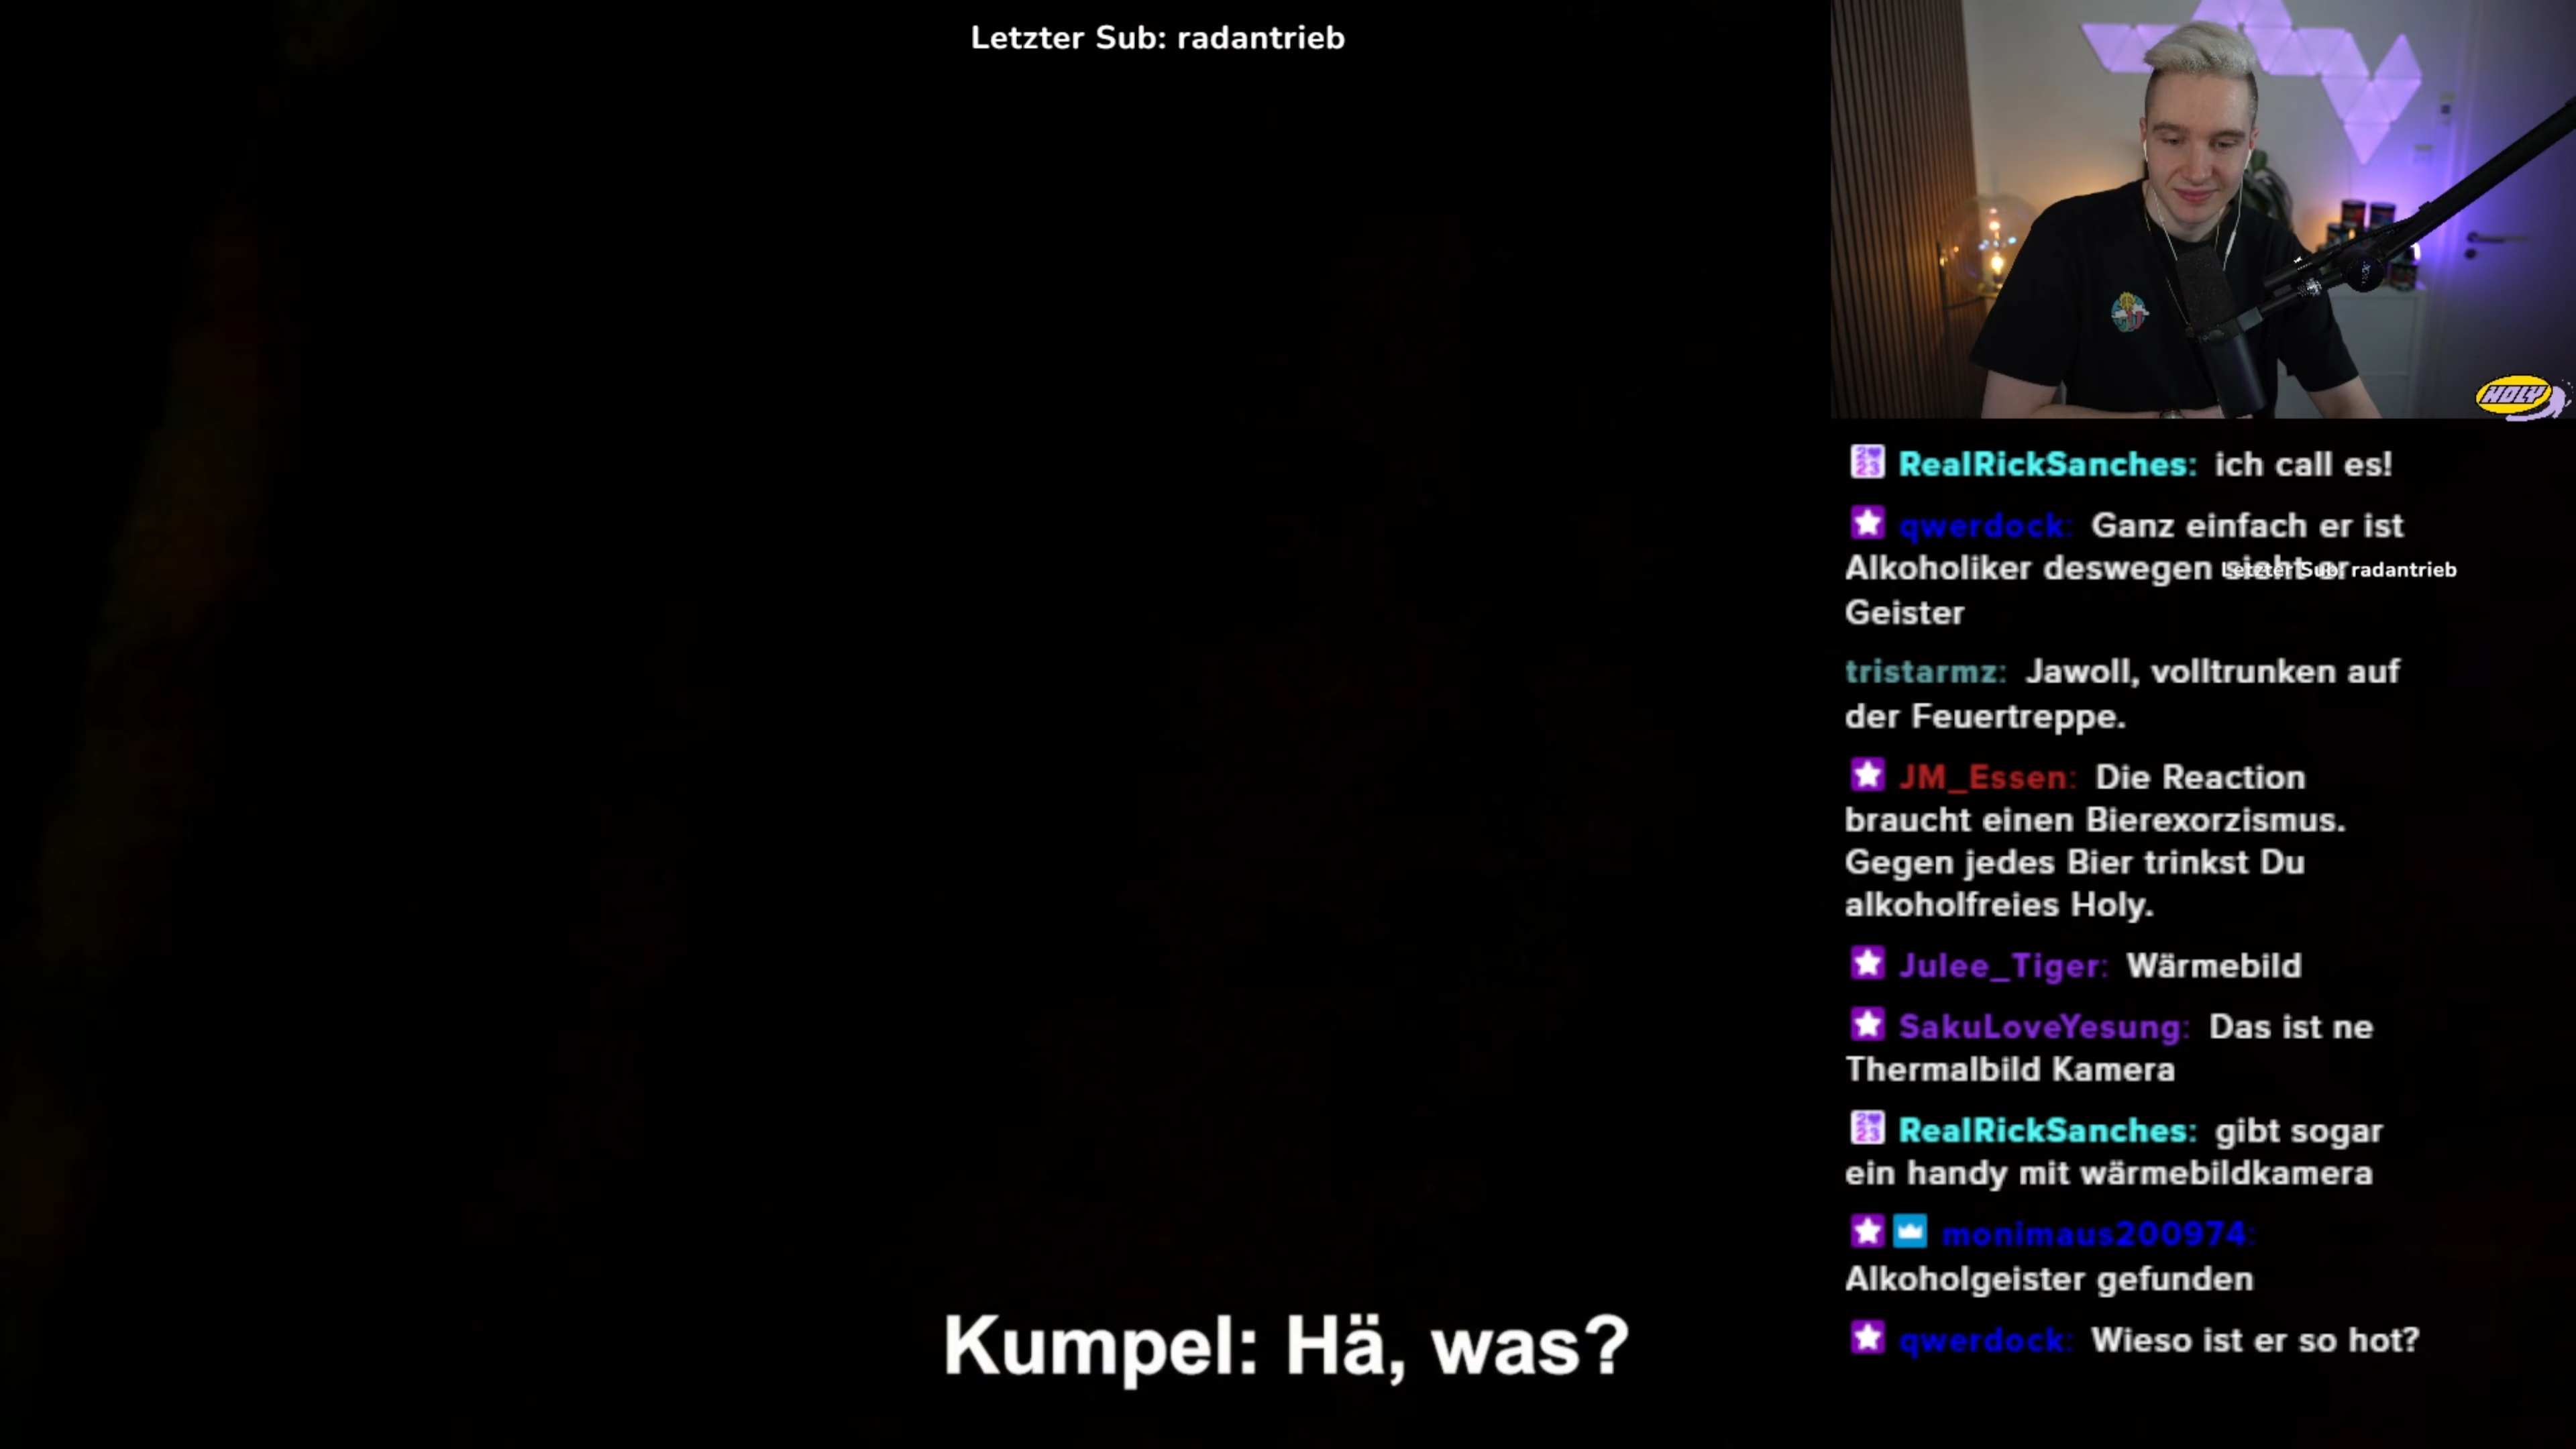 Letzter Sub: radantrieb
HOLY
RealRickSanches: ich call es!
qwerdock: Ganz einfach er ist
Alkoholiker deswegen sieht er
Letzter Sub: radantrieb
Geister
tristarmz: Jawoll, volltrunken auf
der Feuertreppe.
JM_Essen: Die Reaction
braucht einen Bierexorzismus.
Gegen jedes Bier trinkst Du
alkoholfreies Holy.
Julee_Tiger: Wärmebild
SakuLoveYesung: Das ist ne
Thermalbild Kamera
RealRickSanches: gibt sogar
ein handy mit wärmebildkamera
monimaus200974:
Alkoholgeister gefunden
qwerdock: Wieso ist er so hot?
Kumpel: Hä, was?